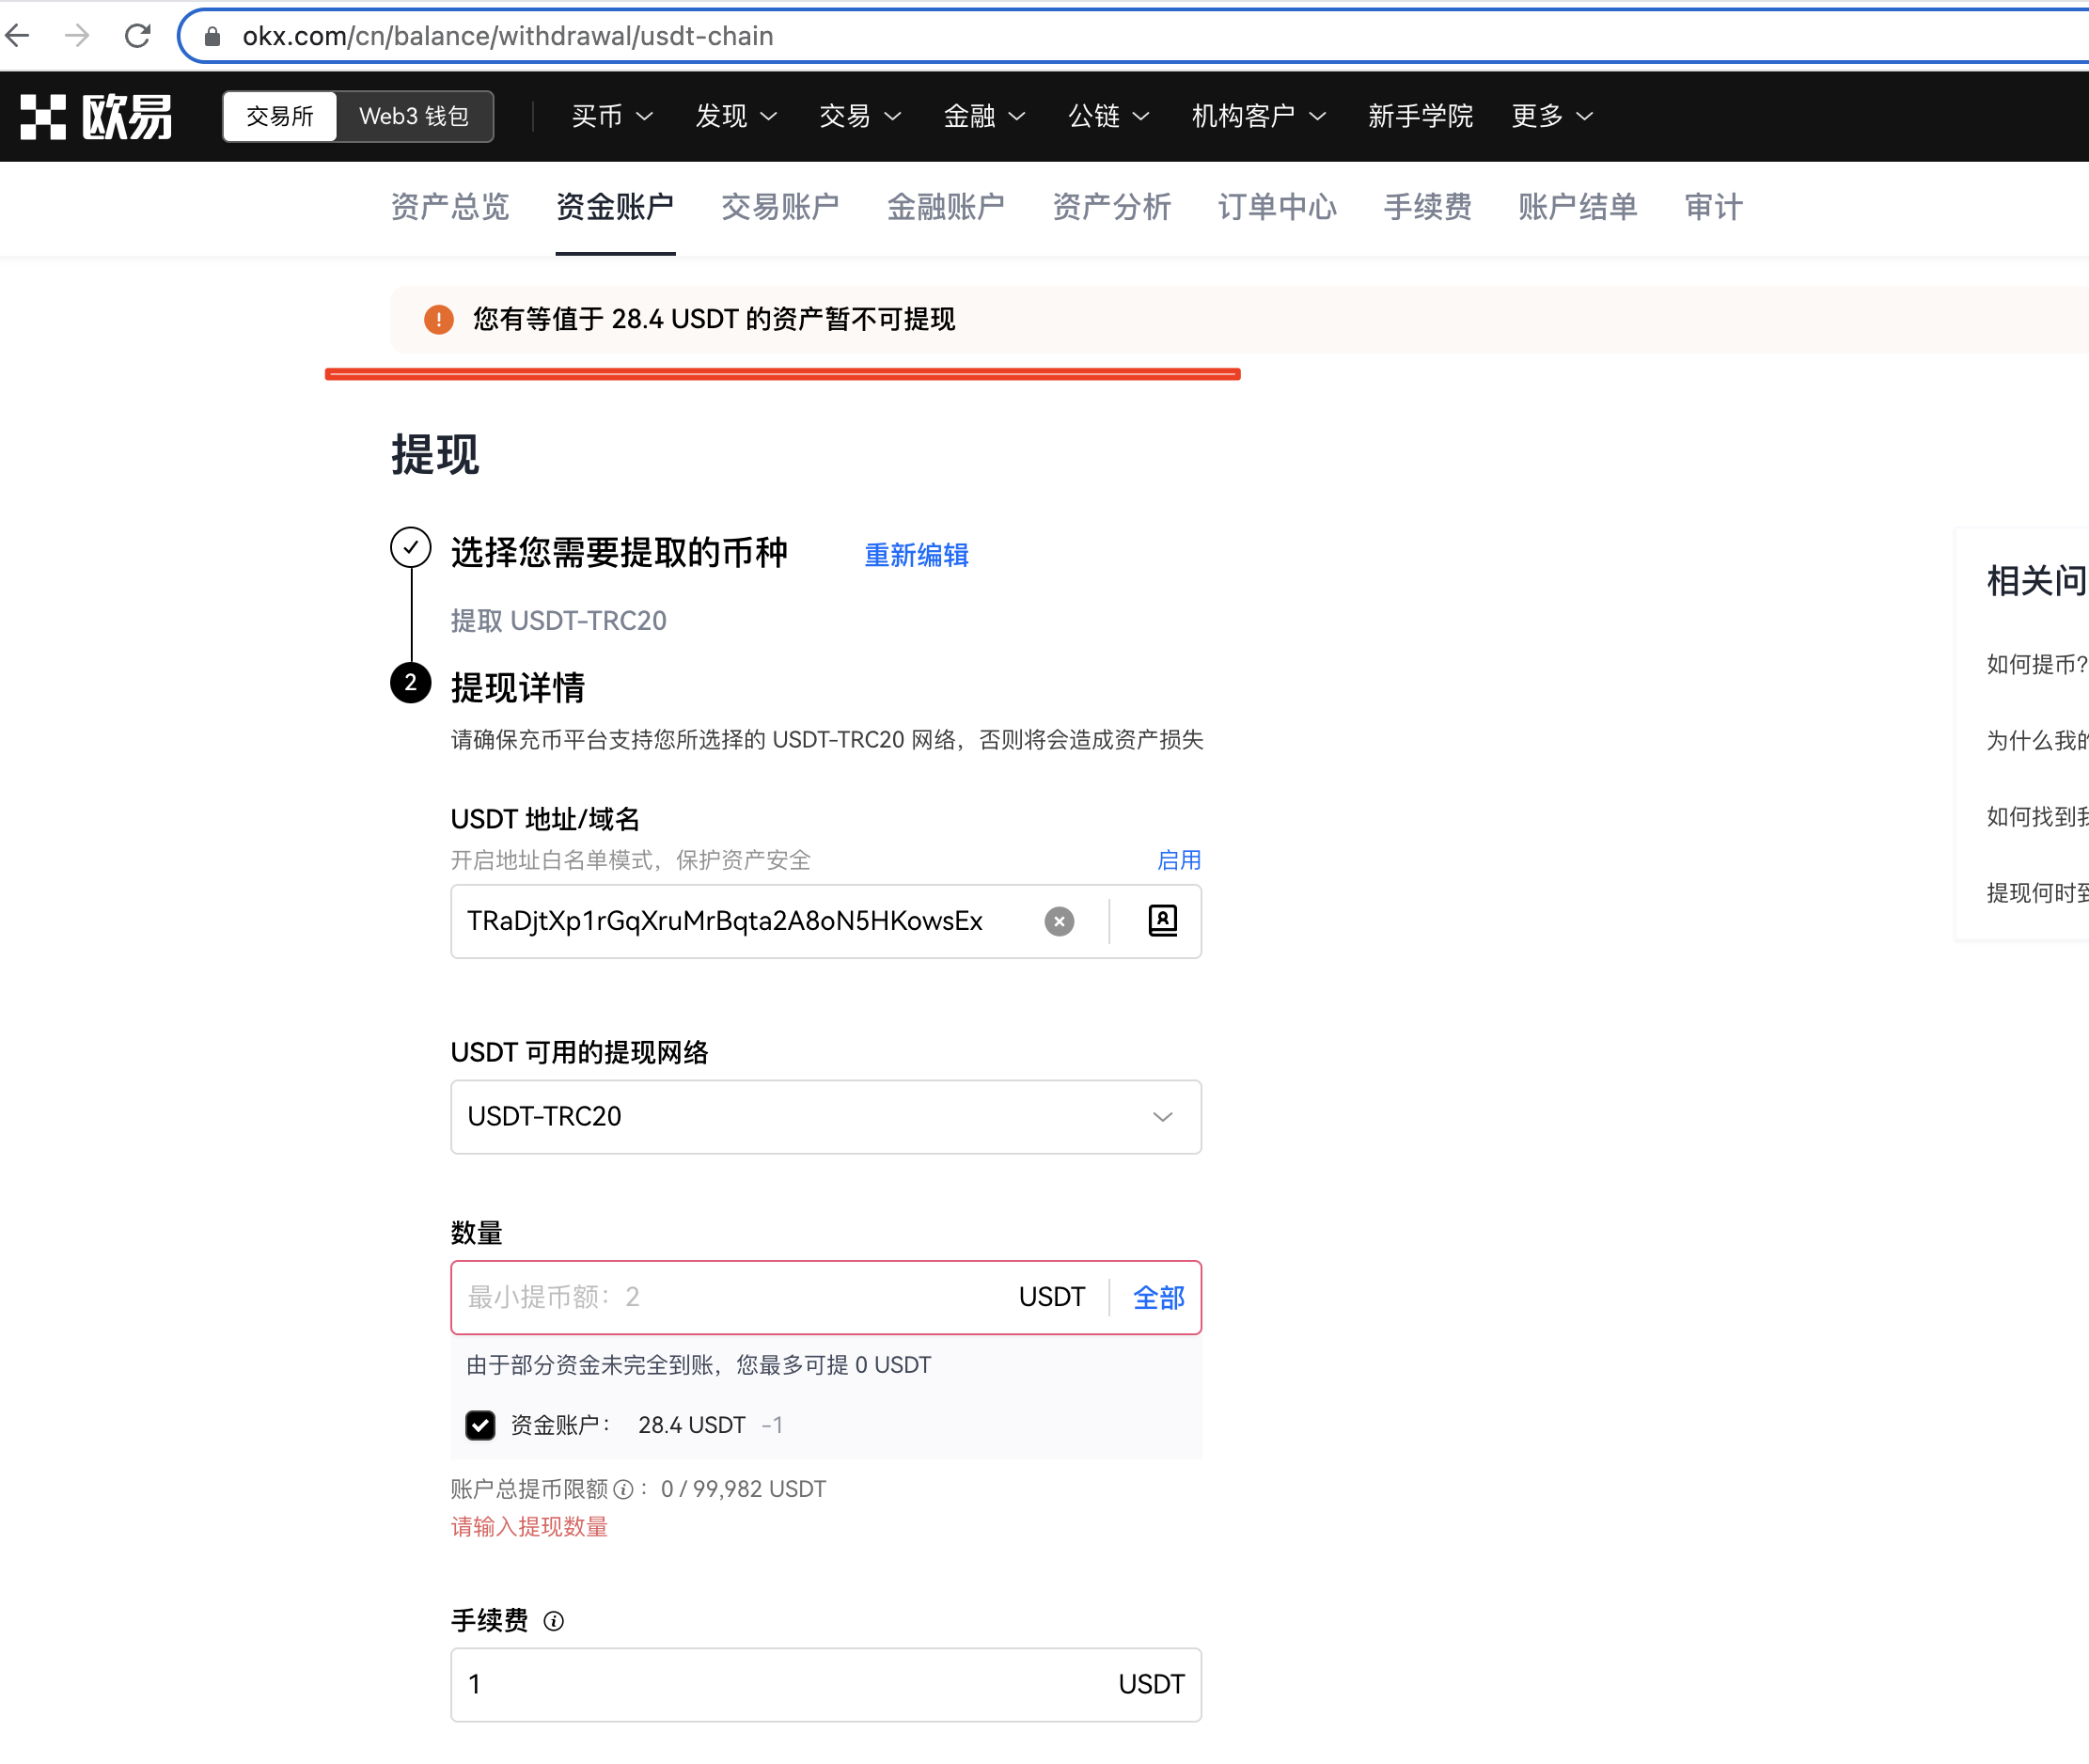 okx.com/cn/balance/withdrawal/usdt-chain
欧易 交易所 Web3 钱包 买币 发现 交易 金融 公链 机构客户 新手学院 更多
资产总览 资金账户 交易账户 金融账户 资产分析 订单中心 手续费 账户结单 审计
您有等值于 28.4 USDT 的资产暂不可提现
提现
选择您需要提取的币种 重新编辑
提取 USDT-TRC20
2 提现详情
请确保充币平台支持您所选择的 USDT-TRC20 网络，否则将会造成资产损失
USDT 地址/域名
开启地址白名单模式，保护资产安全 启用
TRaDjtXp1rGqXruMrBqta2A8oN5HKowsEx
USDT 可用的提现网络
USDT-TRC20
数量
最小提币额：2 USDT 全部
由于部分资金未完全到账，您最多可提 0 USDT
资金账户： 28.4 USDT -1
账户总提币限额 ：0 / 99,982 USDT
请输入提现数量
手续费
1 USDT
相关问
如何提币?
为什么我的
如何找到我
提现何时到